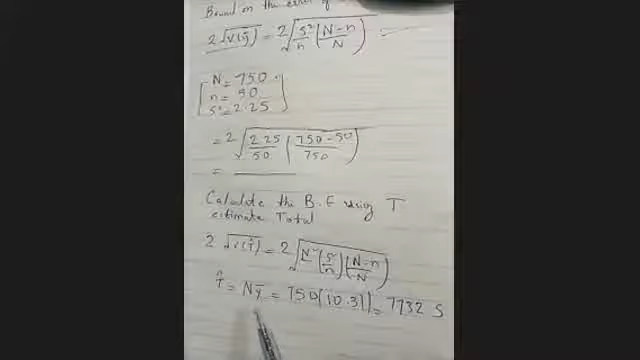 Bound on the error of
2√V(ȳ) = 2√(S²/n (N-n/N))
N = 750
n = 50
S² = 2.25
= 2√(2.25/50 (750-50/750))
= ______
Calculate the B.E using T
estimate Total
2√V(T̂) = 2√(N² (S²/n) (N-n/N))
T̂ = Nȳ = 750(10.31) = 7732 S